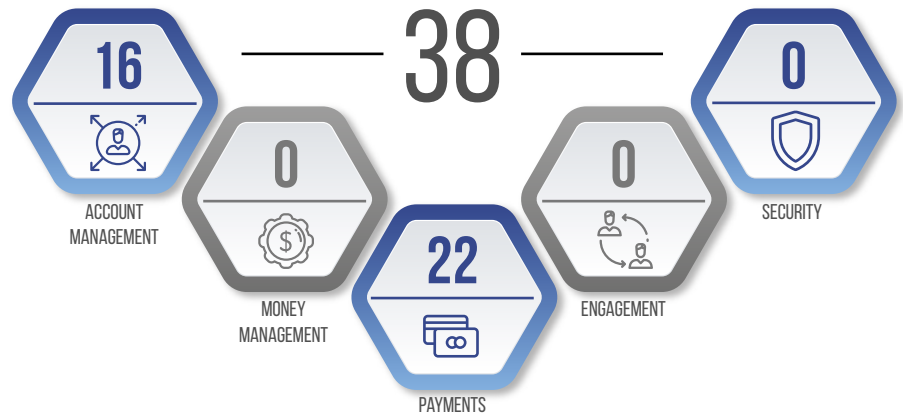 38
16
ACCOUNT
MANAGEMENT
0
$
MONEY
MANAGEMENT
22
PAYMENTS
0
ENGAGEMENT
0
SECURITY